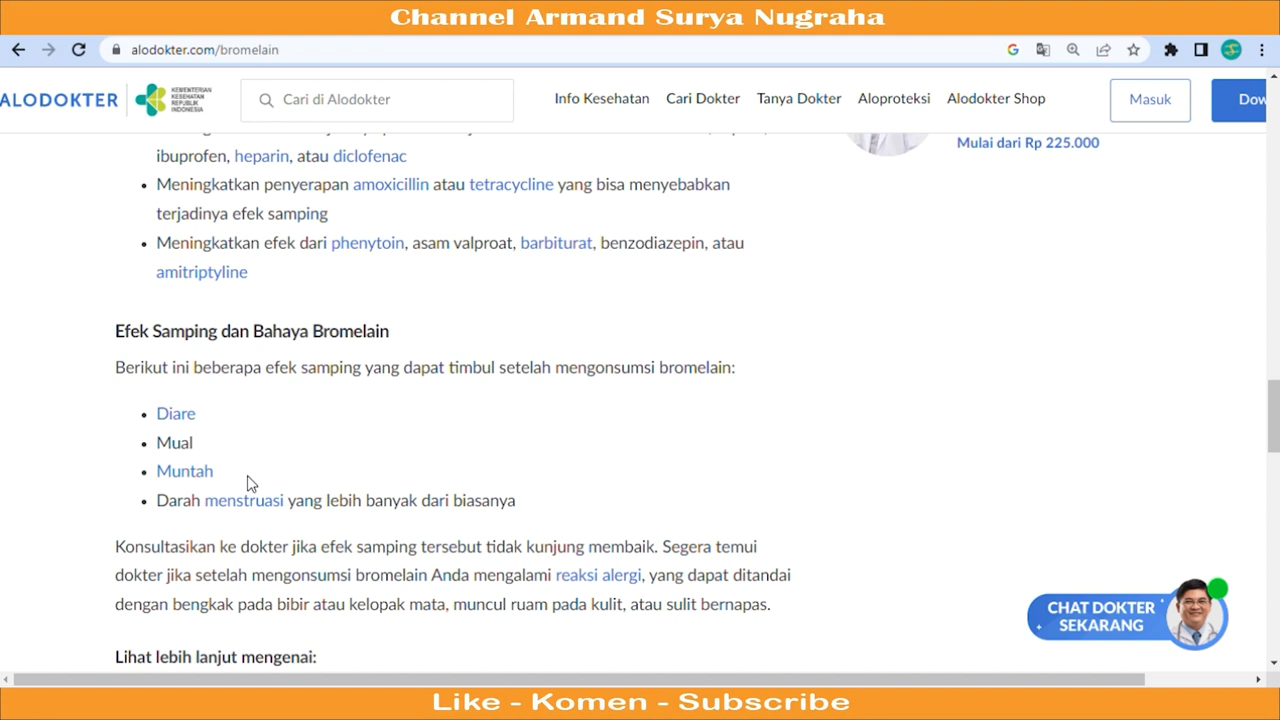 Channel Armand Surya Nugraha
alodokter.com/bromelain
ALODOKTER
KEMENTERIAN
KESEHATAN
REPUBLIK
INDONESIA
Cari di Alodokter
Info Kesehatan
Cari Dokter
Tanya Dokter
Aloproteksi
Alodokter Shop
Masuk
Dow
ibuprofen, heparin, atau diclofenac
Mulai dari Rp 225.000
• Meningkatkan penyerapan amoxicillin atau tetracycline yang bisa menyebabkan
terjadinya efek samping
• Meningkatkan efek dari phenytoin, asam valproat, barbiturat, benzodiazepin, atau
amitriptyline
Efek Samping dan Bahaya Bromelain
Berikut ini beberapa efek samping yang dapat timbul setelah mengonsumsi bromelain:
• Diare
• Mual
• Muntah
• Darah menstruasi yang lebih banyak dari biasanya
Konsultasikan ke dokter jika efek samping tersebut tidak kunjung membaik. Segera temui
dokter jika setelah mengonsumsi bromelain Anda mengalami reaksi alergi, yang dapat ditandai
dengan bengkak pada bibir atau kelopak mata, muncul ruam pada kulit, atau sulit bernapas.
CHAT DOKTER
SEKARANG
Lihat lebih lanjut mengenai:
Like - Komen - Subscribe